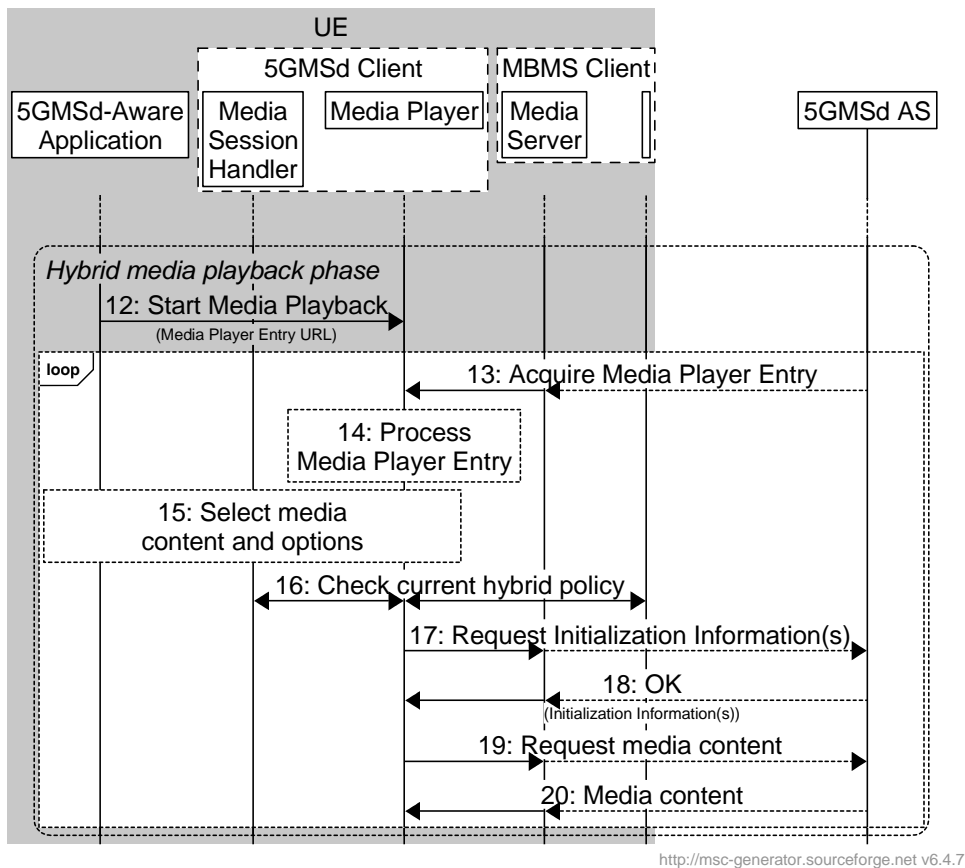 UE
5GMSd Client
MBMS Client
5GMSd-Aware
Application
Media
Session
Handler
Media Player
Media
Server
5GMSd AS
Hybrid media playback phase
12: Start Media Playback
(Media Player Entry URL)
loop
13: Acquire Media Player Entry
14: Process
Media Player Entry
15: Select media
content and options
16: Check current hybrid policy
17: Request Initialization Information(s)
18: OK
(Initialization Information(s))
19: Request media content
20: Media content
http://msc-generator.sourceforge.net v6.4.7